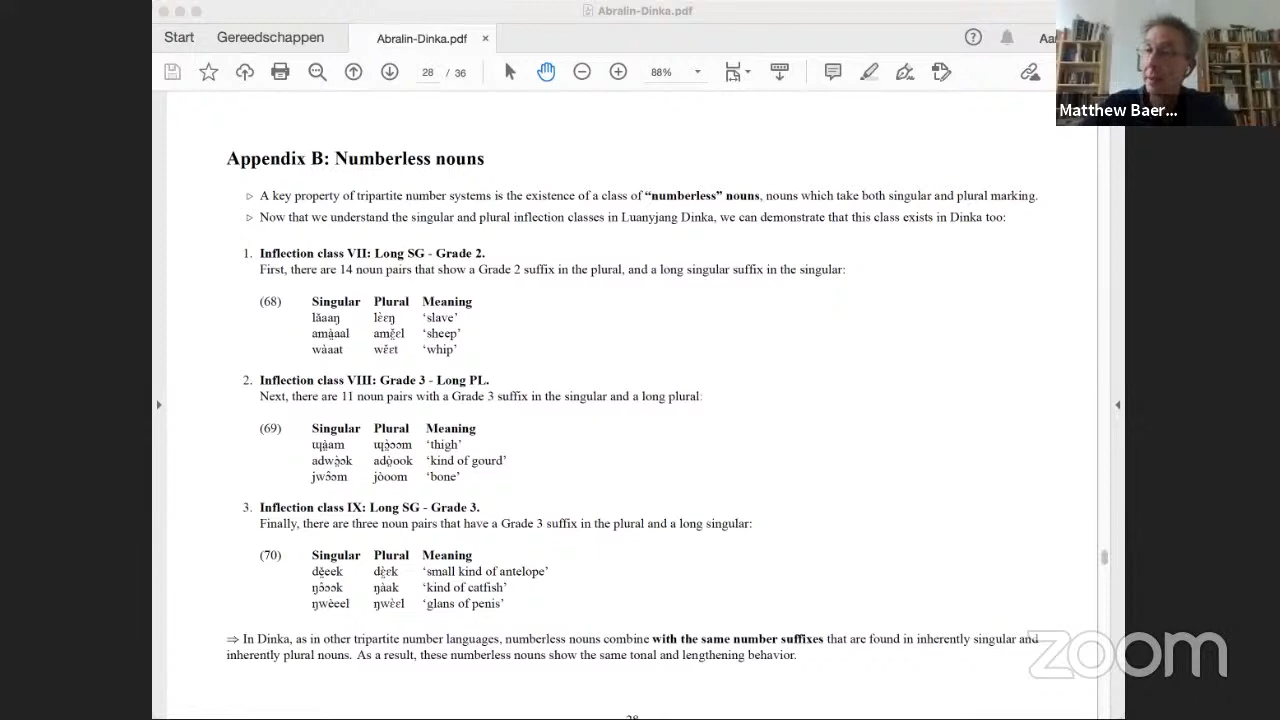 Abralin-Dinka.pdf
Start Gereedschappen Abralin-Dinka.pdf × Aa
28 / 36 88%
Matthew Baer...
Appendix B: Numberless nouns
▷ A key property of tripartite number systems is the existence of a class of “numberless” nouns, nouns which take both singular and plural marking.
▷ Now that we understand the singular and plural inflection classes in Luanyjang Dinka, we can demonstrate that this class exists in Dinka too:
1. Inflection class VII: Long SG - Grade 2.
First, there are 14 noun pairs that show a Grade 2 suffix in the plural, and a long singular suffix in the singular:
(68) Singular Plural Meaning
lǎaaŋ lɛ̤̀ɛŋ ‘slave’
amà̤aal amɛ̤̌ɛl ‘sheep’
wàaat wɛ̌ɛt ‘whip’
2. Inflection class VIII: Grade 3 - Long PL.
Next, there are 11 noun pairs with a Grade 3 suffix in the singular and a long plural:
(69) Singular Plural Meaning
ɰà̤am ɰɔ̤̀ɔɔm ‘thigh’
adwɔ̤̀ɔk adò̤ook ‘kind of gourd’
jwɔ̂ɔm jòoom ‘bone’
3. Inflection class IX: Long SG - Grade 3.
Finally, there are three noun pairs that have a Grade 3 suffix in the plural and a long singular:
(70) Singular Plural Meaning
dě̤eek dɛ̤̀ɛk ‘small kind of antelope’
ŋɔ̂ɔɔk ŋàak ‘kind of catfish’
ŋwèeel ŋwɛ̀ɛl ‘glans of penis’
⇒ In Dinka, as in other tripartite number languages, numberless nouns combine with the same number suffixes that are found in inherently singular and
inherently plural nouns. As a result, these numberless nouns show the same tonal and lengthening behavior.
zoom
28